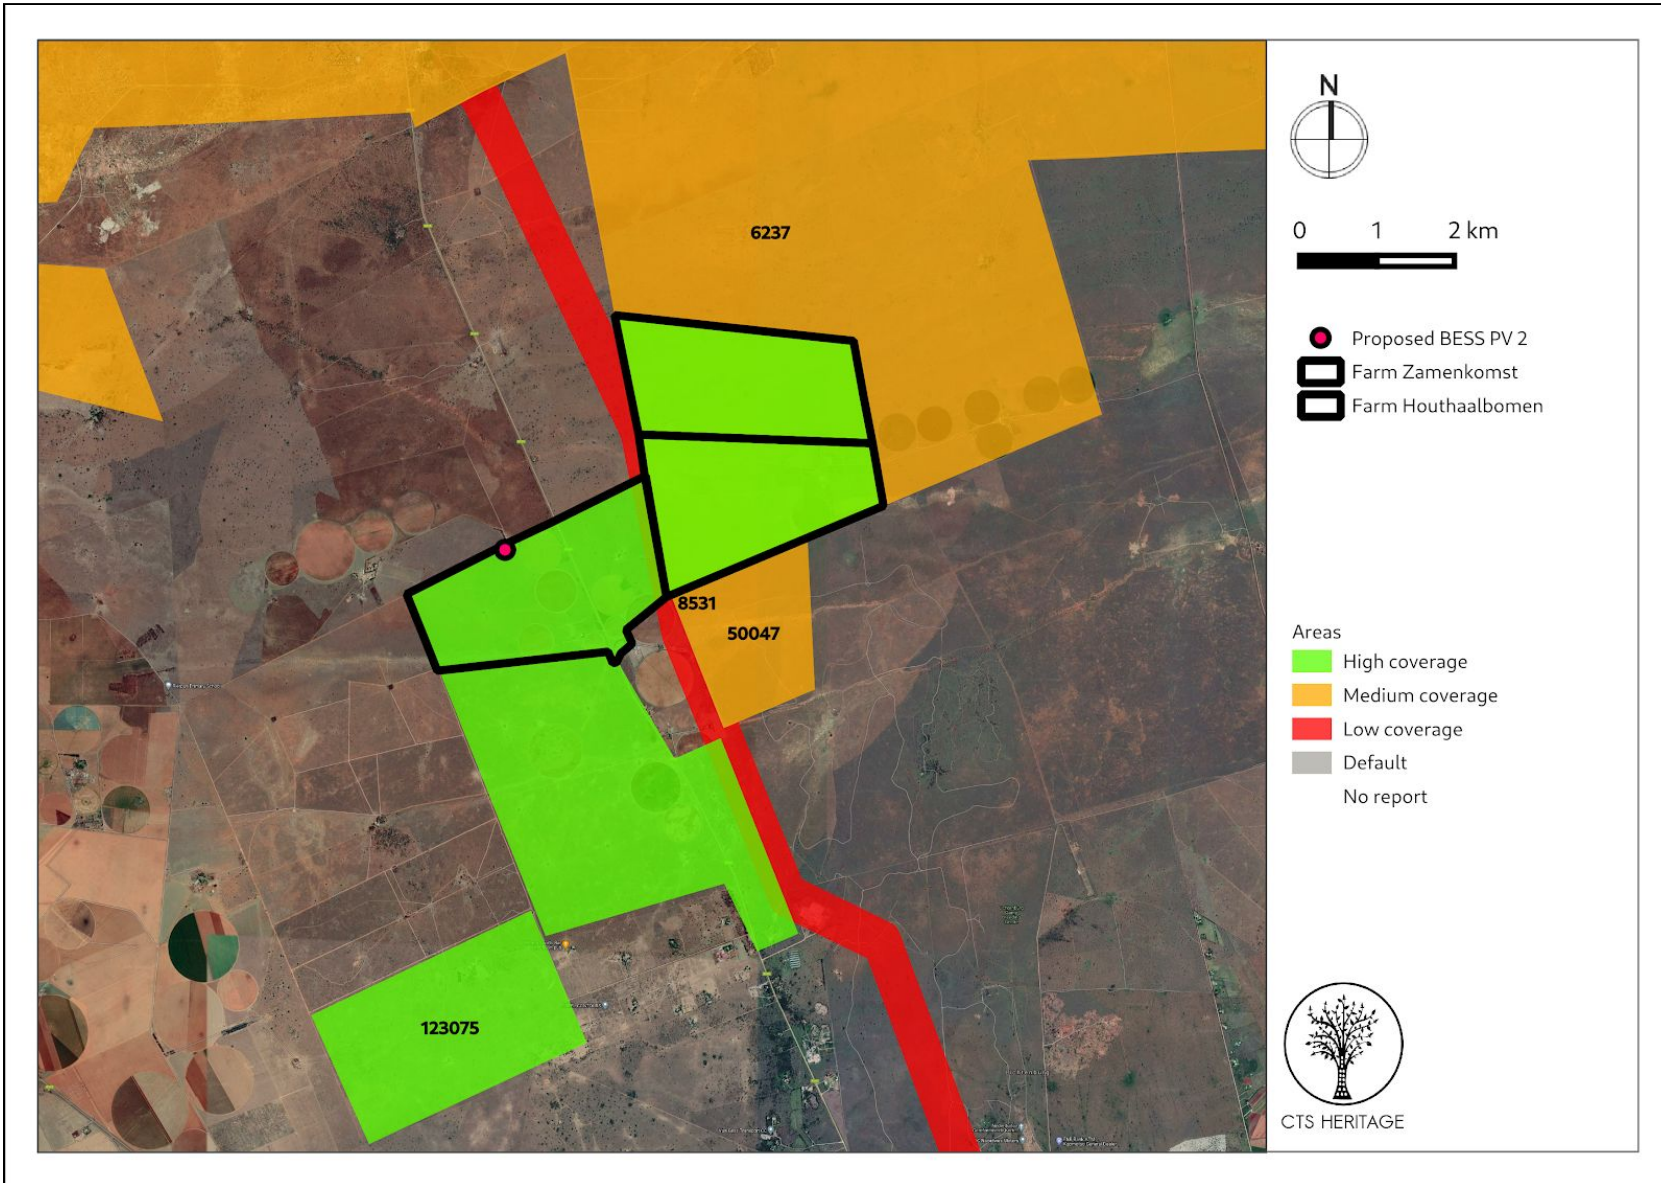 N
0 1 2 km
Proposed BESS PV 2
Farm Zamenkomst
Farm Houthaalbomen
6237
8531
50047
123075
Areas
High coverage
Medium coverage
Low coverage
Default
No report
CTS HERITAGE